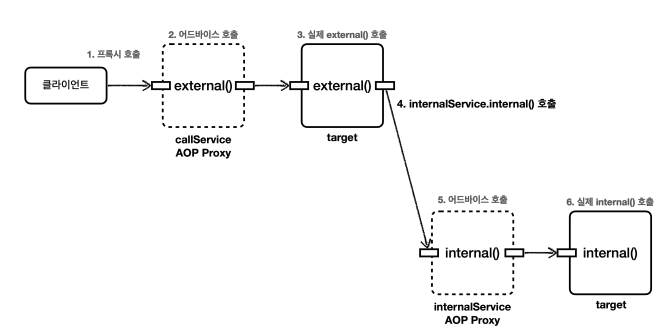 1. 프록시 호출
2. 어드바이스 호출
3. 실제 external() 호출
클라이언트
external()
external()
4. internalService.internal() 호출
callService
AOP Proxy
target
5. 어드바이스 호출
6. 실제 internal() 호출
internal()
internal()
internalService
AOP Proxy
target